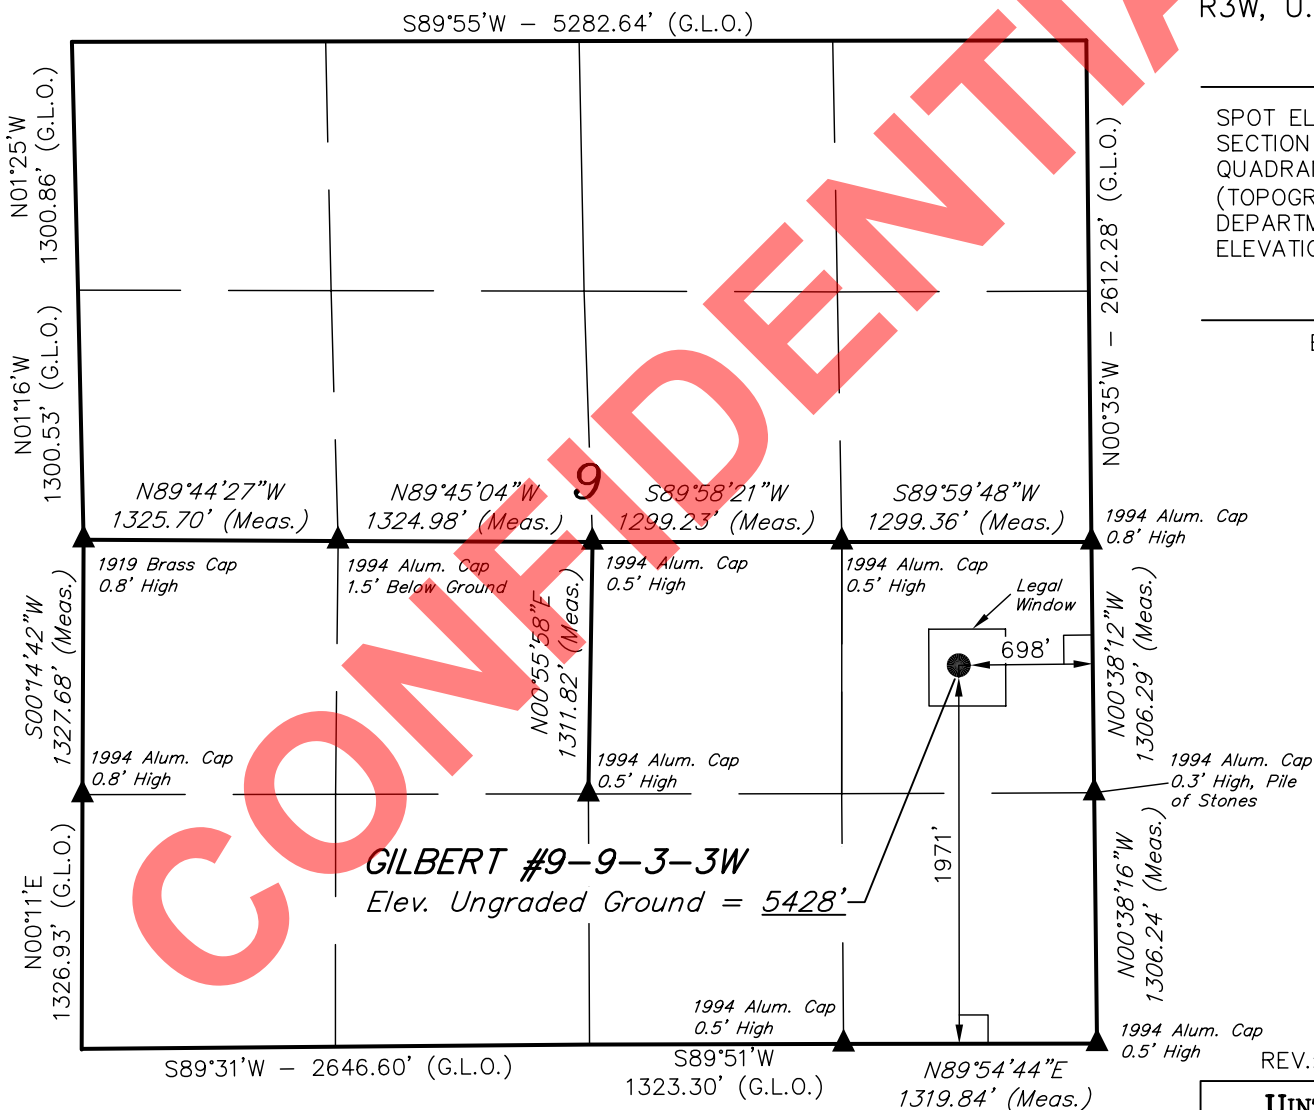 S89°55'W – 5282.64' (G.L.O.)
R3W, U.
N01°25'W
1300.86' (G.L.O.)
N01°16'W
1300.53' (G.L.O.)
N00°35'W – 2612.28' (G.L.O.)
SPOT EL
SECTION
QUADRA
(TOPOGR
DEPARTM
ELEVATIO
CONFIDENTIA
9
N89°44'27"W
1325.70' (Meas.)
N89°45'04"W
1324.98' (Meas.)
S89°58'21"W
1299.23' (Meas.)
S89°59'48"W
1299.36' (Meas.)
1994 Alum. Cap
0.8' High
1919 Brass Cap
0.8' High
1994 Alum. Cap
1.5' Below Ground
1994 Alum. Cap
0.5' High
1994 Alum. Cap
0.5' High
Legal
Window
698'
S00°14'42"W
1327.68' (Meas.)
N00°55'58"E
1311.82' (Meas.)
N00°38'12"W
1306.29' (Meas.)
1994 Alum. Cap
0.8' High
1994 Alum. Cap
0.5' High
1994 Alum. Cap
0.3' High, Pile
of Stones
1971'
GILBERT #9-9-3-3W
Elev. Ungraded Ground = 5428'
N00°11'E
1326.93' (G.L.O.)
N00°38'16"W
1306.24' (Meas.)
1994 Alum. Cap
0.5' High
1994 Alum. Cap
0.5' High
S89°31'W – 2646.60' (G.L.O.)
S89°51'W
1323.30' (G.L.O.)
N89°54'44"E
1319.84' (Meas.)
REV.
UIN